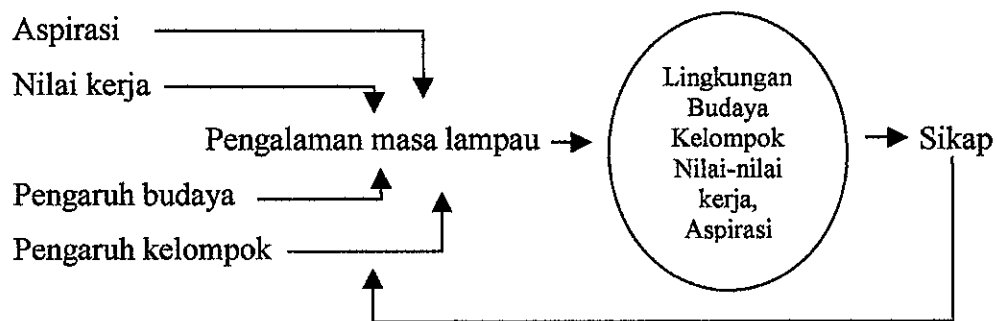 Aspirasi
Nilai kerja
Pengalaman masa lampau
Pengaruh budaya
Pengaruh kelompok
Lingkungan
Budaya
Kelompok
Nilai-nilai
kerja,
Aspirasi
Sikap